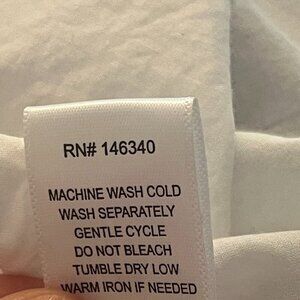 RN# 146340
MACHINE WASH COLD
WASH SEPARATELY
GENTLE CYCLE
DO NOT BLEACH
TUMBLE DRY LOW
WARM IRON IF NEEDED